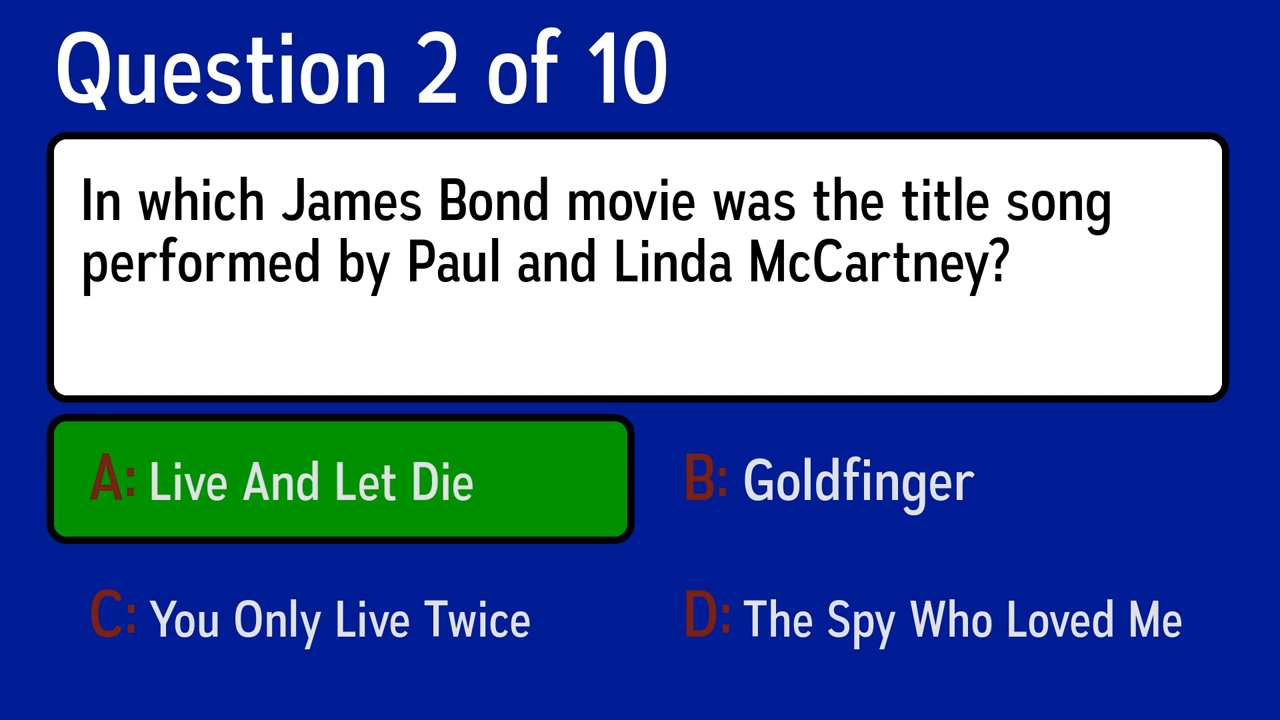 Question 2 of 10
In which James Bond movie was the title song
performed by Paul and Linda McCartney?
A: Live And Let Die
B: Goldfinger
C: You Only Live Twice
D: The Spy Who Loved Me